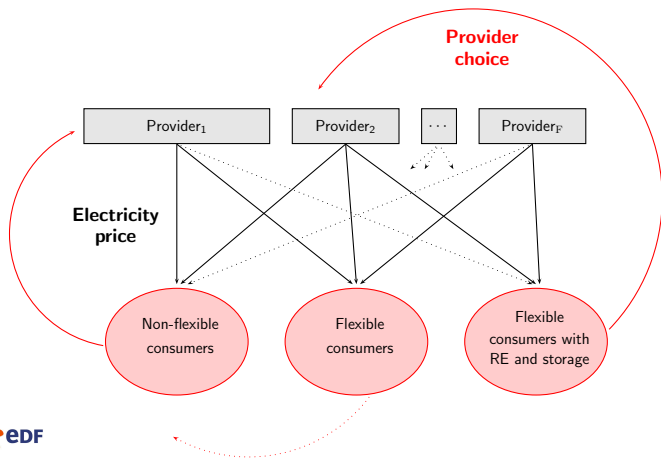 Provider
choice
Provider₁
Provider₂
...
Provider_F
Electricity
price
Non-flexible
consumers
Flexible
consumers
Flexible
consumers with
RE and storage
eDF